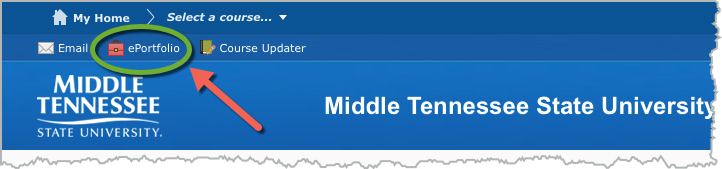 My Home Select a course...
Email ePortfolio Course Updater
MIDDLE
TENNESSEE
STATE UNIVERSITY.
Middle Tennessee State University